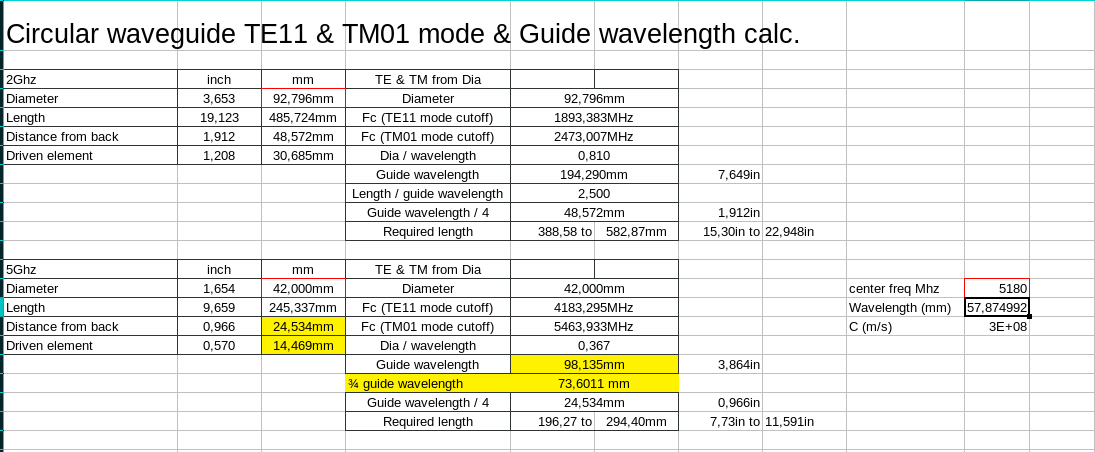 Circular waveguide TE11 & TM01 mode & Guide wavelength calc.
2Ghz inch mm TE & TM from Dia
Diameter 3,653 92,796mm Diameter 92,796mm
Length 19,123 485,724mm Fc (TE11 mode cutoff) 1893,383MHz
Distance from back 1,912 48,572mm Fc (TM01 mode cutoff) 2473,007MHz
Driven element 1,208 30,685mm Dia / wavelength 0,810
Guide wavelength 194,290mm 7,649in
Length / guide wavelength 2,500
Guide wavelength / 4 48,572mm 1,912in
Required length 388,58 to 582,87mm 15,30in to 22,948in
5Ghz inch mm TE & TM from Dia
Diameter 1,654 42,000mm Diameter 42,000mm center freq Mhz 5180
Length 9,659 245,337mm Fc (TE11 mode cutoff) 4183,295MHz Wavelength (mm) 57,874992
Distance from back 0,966 24,534mm Fc (TM01 mode cutoff) 5463,933MHz C (m/s) 3E+08
Driven element 0,570 14,469mm Dia / wavelength 0,367
Guide wavelength 98,135mm 3,864in
¾ guide wavelength 73,6011 mm
Guide wavelength / 4 24,534mm 0,966in
Required length 196,27 to 294,40mm 7,73in to 11,591in